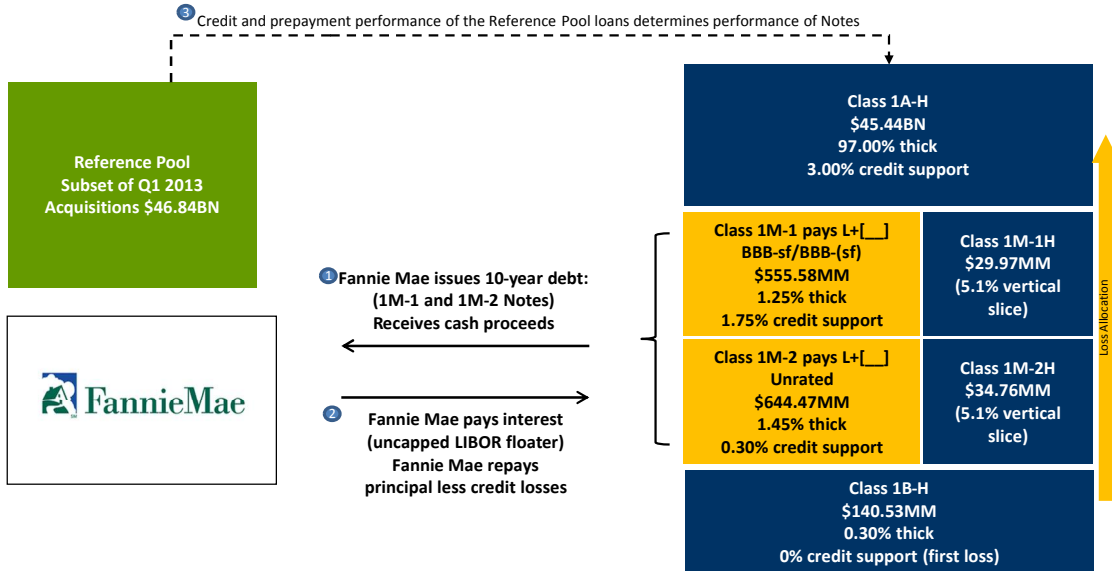 3 Credit and prepayment performance of the Reference Pool loans determines performance of Notes
Reference Pool
Subset of Q1 2013
Acquisitions $46.84BN
FannieMae
SM
1 Fannie Mae issues 10-year debt:
(1M-1 and 1M-2 Notes)
Receives cash proceeds
2
Fannie Mae pays interest
(uncapped LIBOR floater)
Fannie Mae repays
principal less credit losses
Class 1A-H
$45.44BN
97.00% thick
3.00% credit support
Class 1M-1 pays L+[__]
BBB-sf/BBB-(sf)
$555.58MM
1.25% thick
1.75% credit support
Class 1M-1H
$29.97MM
(5.1% vertical
slice)
Class 1M-2 pays L+[__]
Unrated
$644.47MM
1.45% thick
0.30% credit support
Class 1M-2H
$34.76MM
(5.1% vertical
slice)
Class 1B-H
$140.53MM
0.30% thick
0% credit support (first loss)
Loss Allocation